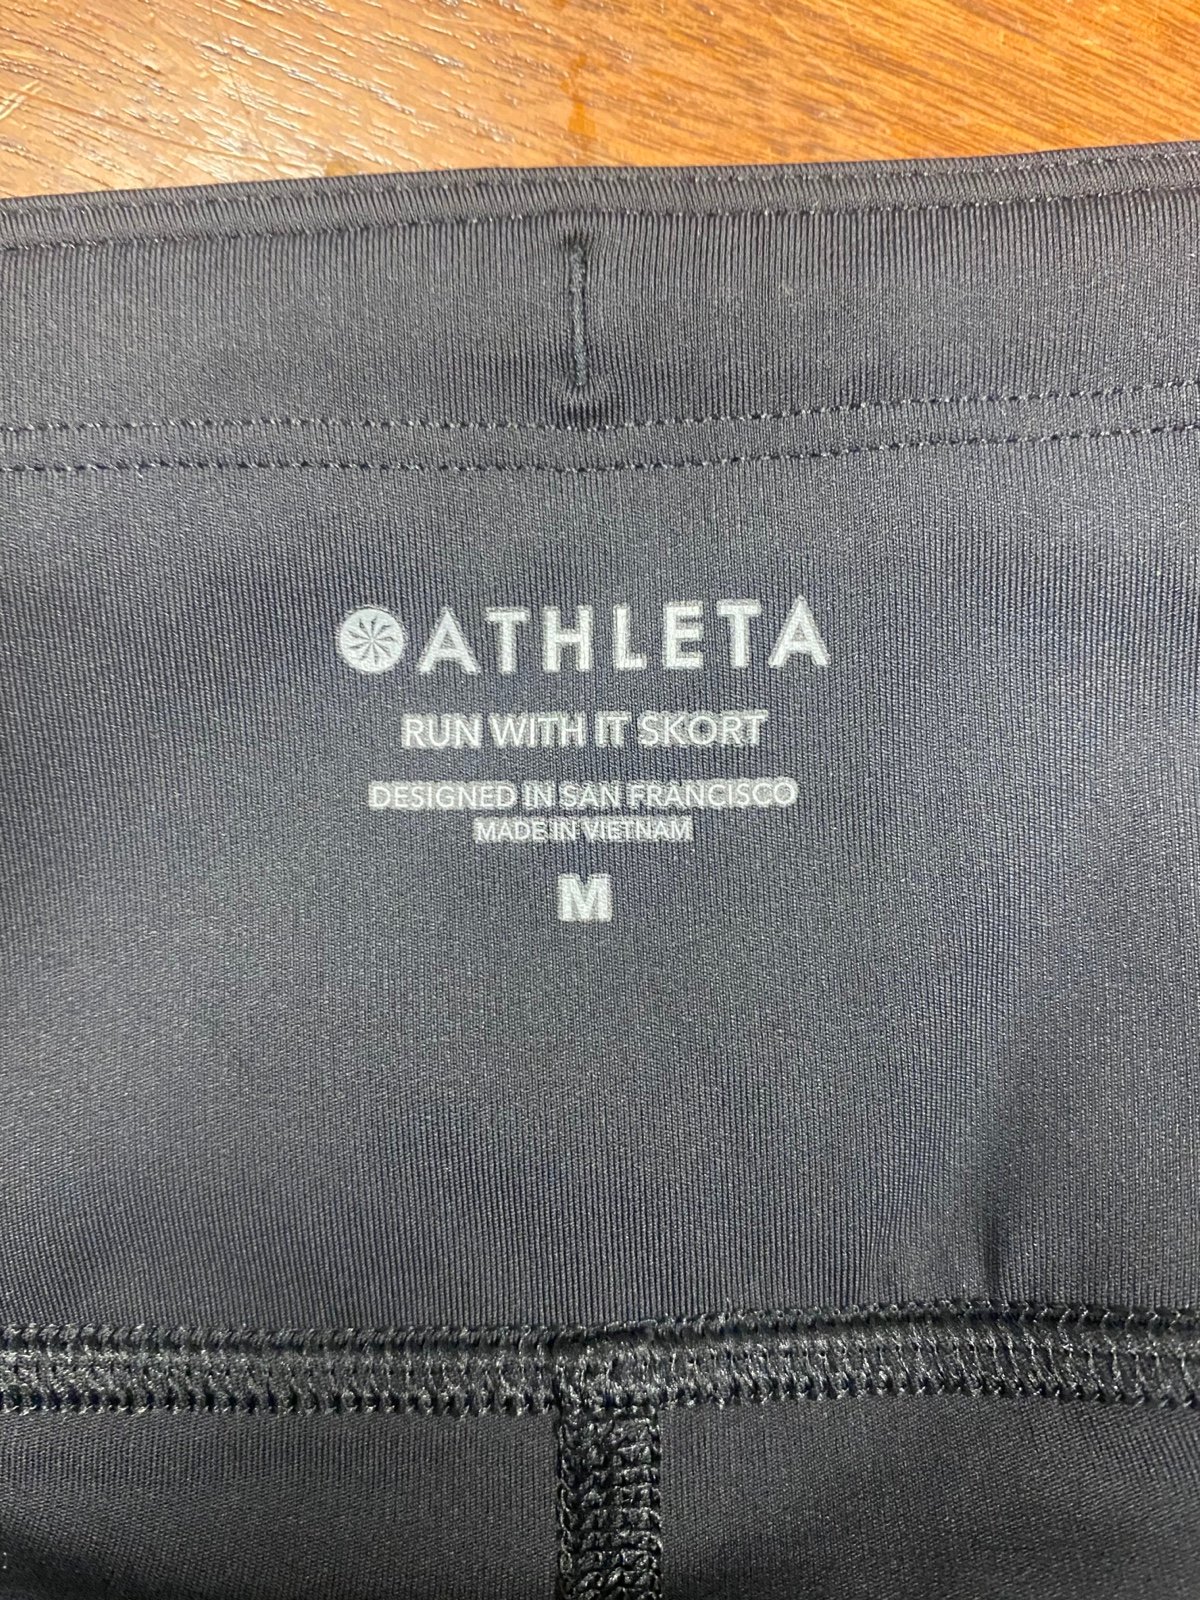 ATHLETA
RUN WITH IT SKORT
DESIGNED IN SAN FRANCISCO
MADE IN VIETNAM
M